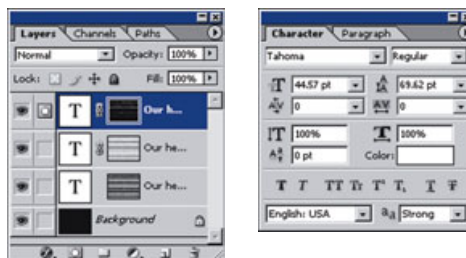 Layers Channels Paths
Normal Opacity: 100%
Lock: Fill: 100%
T Our h...
T Our he...
T Our he...
Background
Character Paragraph
Tahoma Regular
44.57 pt 69.62 pt
0 0
100% 100%
0 pt Color:
T T TT Tr T' T, T T
English: USA aa Strong